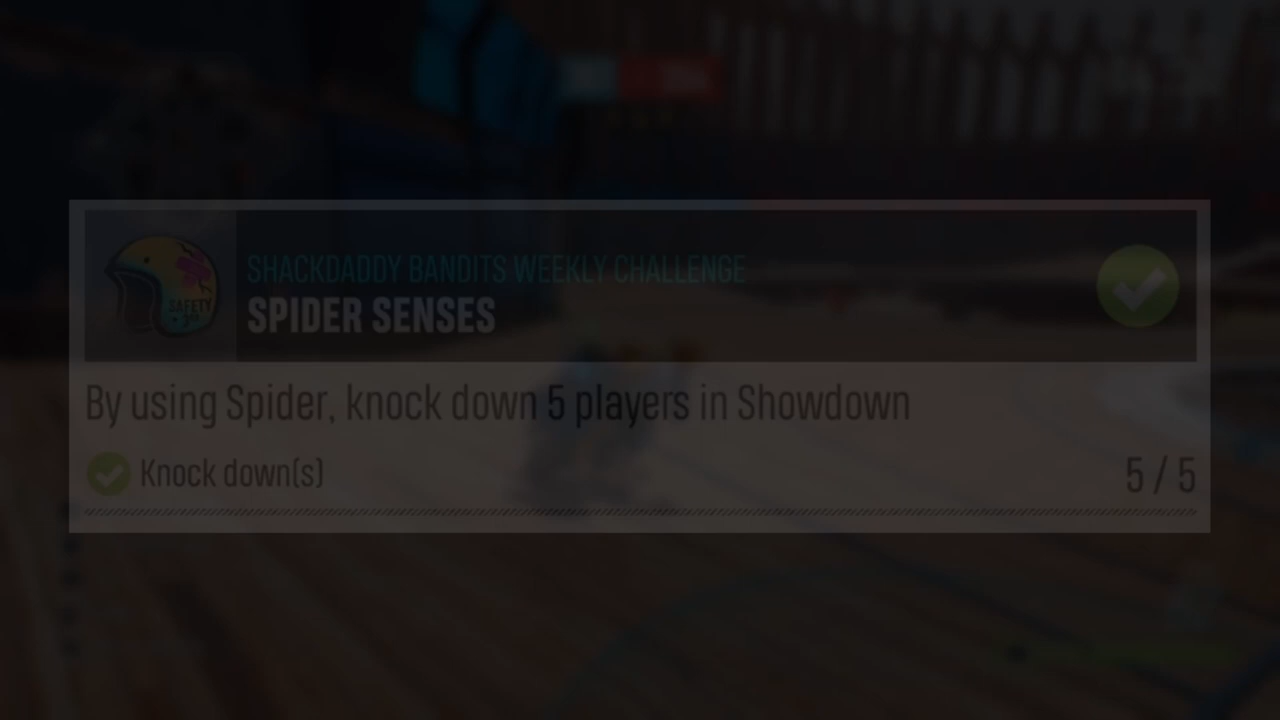 SHACKDADDY BANDITS WEEKLY CHALLENGE
SPIDER SENSES
SAFETY
By using Spider, knock down 5 players in Showdown
Knock down(s)
5 / 5